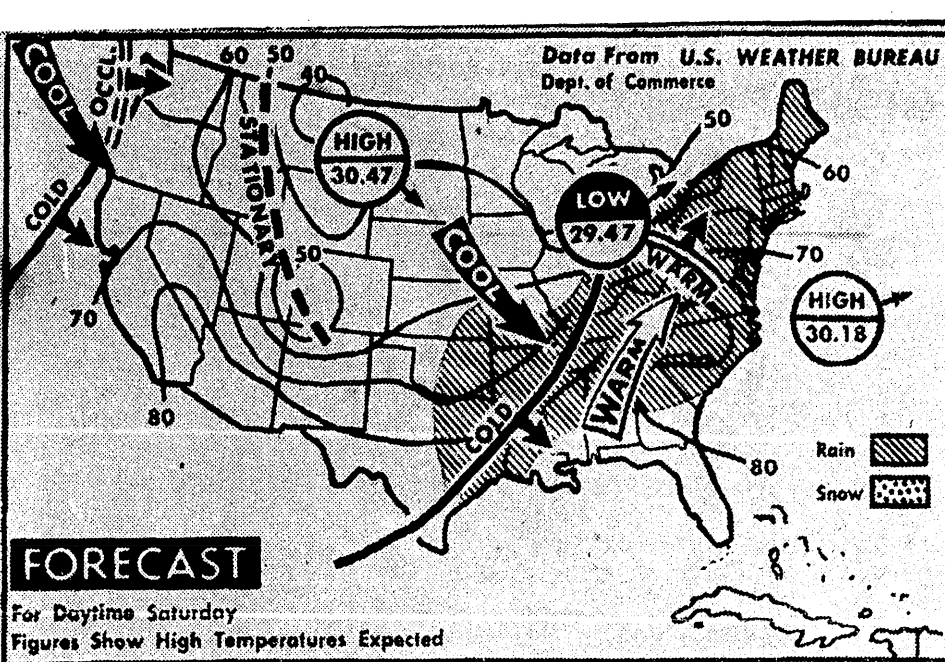 Data From U.S. WEATHER BUREAU
Dept. of Commerce
COOL
OCCL.
60 50
40
STATIONARY
HIGH
30.47
50
LOW
29.47
60
COLD
COOL
WARM
70
50
HIGH
30.18
70
WARM
80
COLD
80
Rain
Snow
FORECAST
For Daytime Saturday
Figures Show High Temperatures Expected